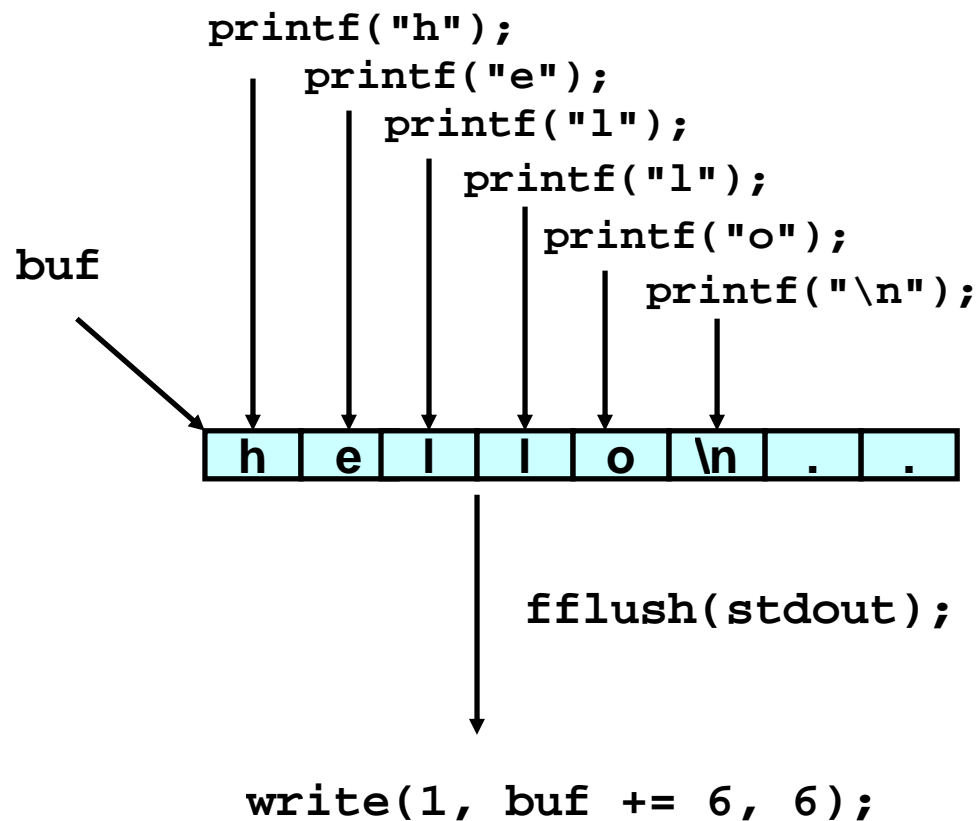 printf("h");
printf("e");
printf("l");
printf("l");
printf("o");
buf
printf("\n");
h e l l o \n . .
fflush(stdout);
write(1, buf += 6, 6);